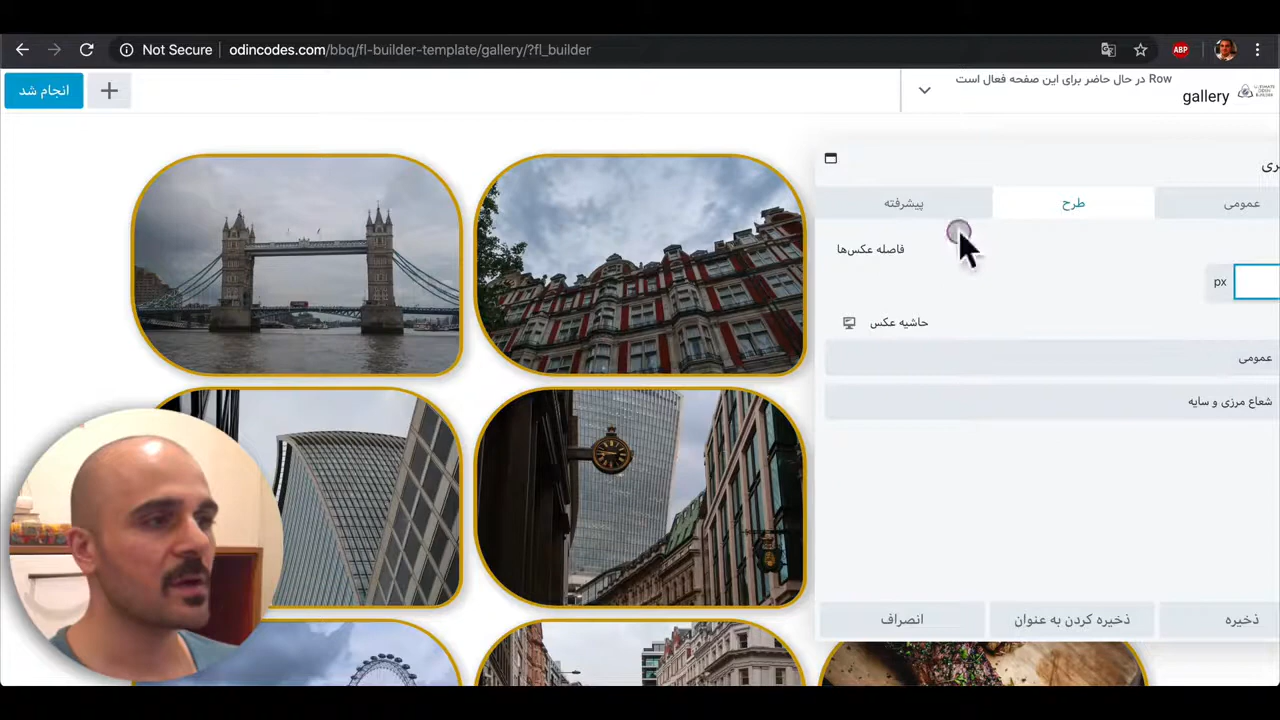 Not Secure odincodes.com/bbq/fl-builder-template/gallery/?fl_builder
ABP
Row در حال حاضر برای این صفحه فعال است
gallery
انجام شد
عمومی
طرح
پیشرفته
فاصله عکس‌ها
px
حاشیه عکس
عمومی
شعاع مرزی و سایه
ذخیره
ذخیره کردن به عنوان
انصراف